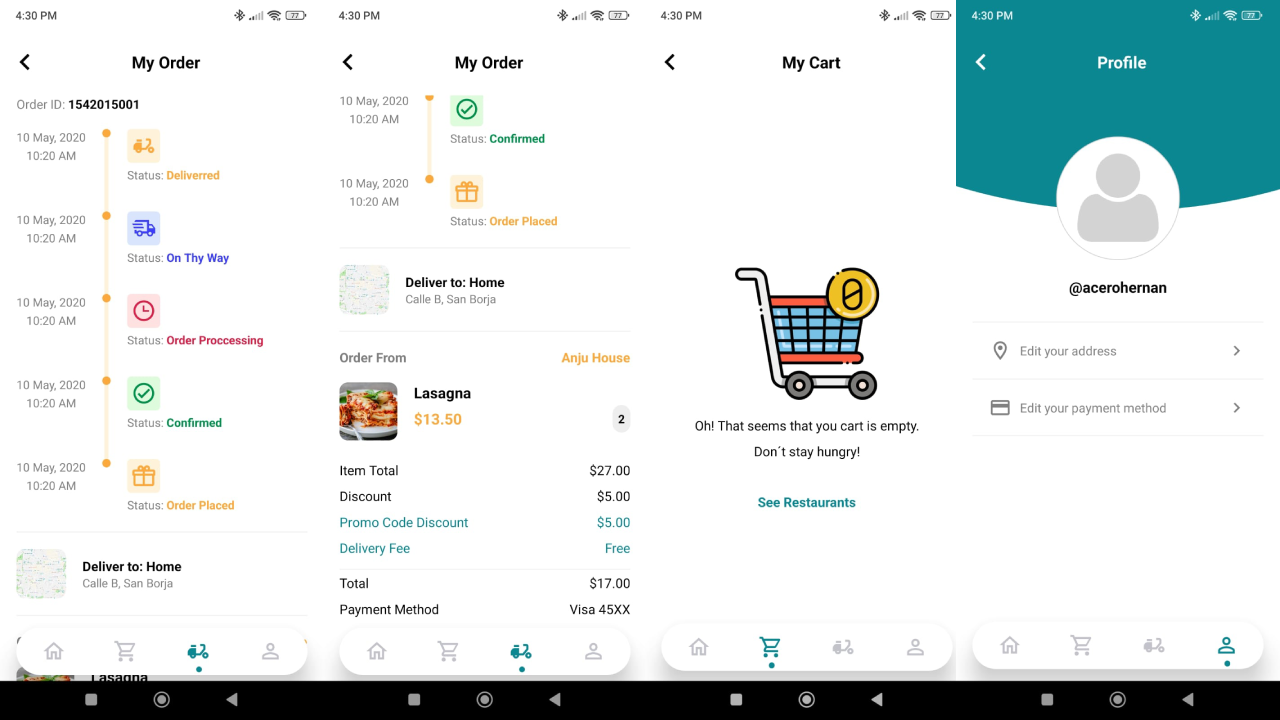 4:30 PM
77
My Order
Order ID: 1542015001
10 May, 2020
10:20 AM
Status: Deliverred
10 May, 2020
10:20 AM
Status: On Thy Way
10 May, 2020
10:20 AM
Status: Order Proccessing
10 May, 2020
10:20 AM
Status: Confirmed
10 May, 2020
10:20 AM
Status: Order Placed
Deliver to: Home
Calle B, San Borja
Lasagna
4:30 PM
77
My Order
10 May, 2020
10:20 AM
Status: Confirmed
10 May, 2020
10:20 AM
Status: Order Placed
Deliver to: Home
Calle B, San Borja
Order From Anju House
Lasagna
$13.50
2
Item Total $27.00
Discount $5.00
Promo Code Discount $5.00
Delivery Fee Free
Total $17.00
Payment Method Visa 45XX
4:30 PM
77
My Cart
0
Oh! That seems that you cart is empty.
Don´t stay hungry!
See Restaurants
4:30 PM
77
Profile
@acerohernan
Edit your address
Edit your payment method